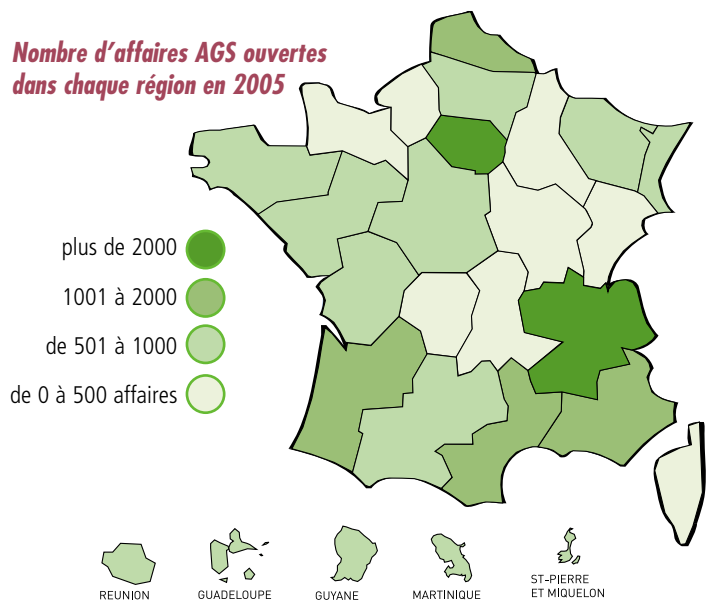 Nombre d'affaires AGS ouvertes
dans chaque région en 2005
plus de 2000
1001 à 2000
de 501 à 1000
de 0 à 500 affaires
REUNION
GUADELOUPE
GUYANE
MARTINIQUE
ST-PIERRE
ET MIQUELON